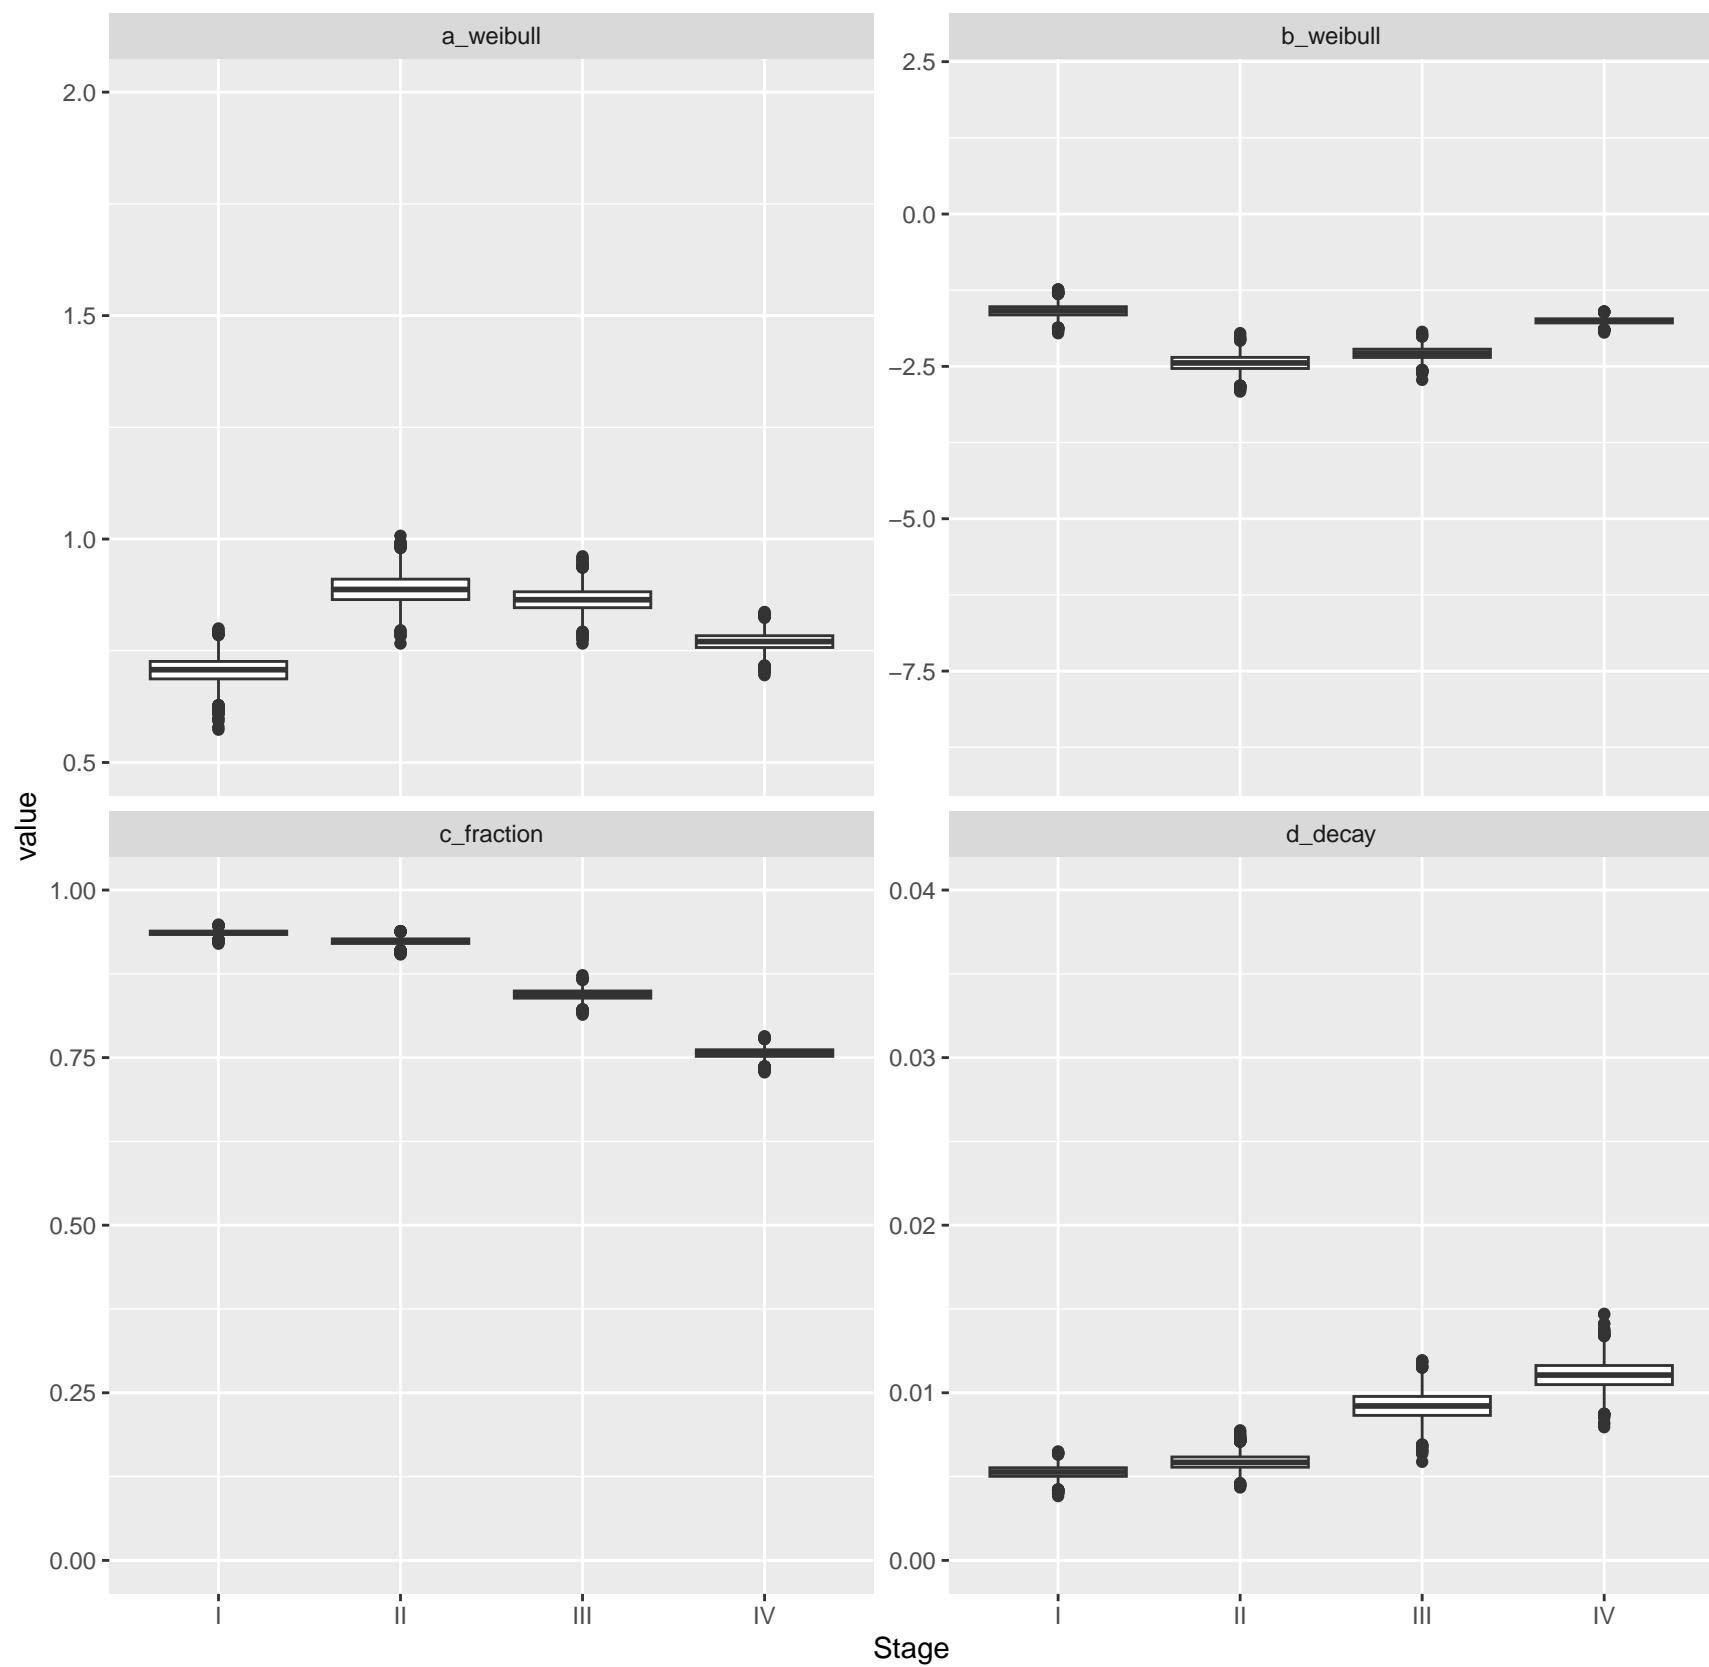 a_weibull
b_weibull
2.0
1.5
1.0
0.5
2.5
0.0
−2.5
−5.0
−7.5
value
c_fraction
d_decay
1.00
0.75
0.50
0.25
0.00
0.04
0.03
0.02
0.01
0.00
I II III IV
I II III IV
Stage